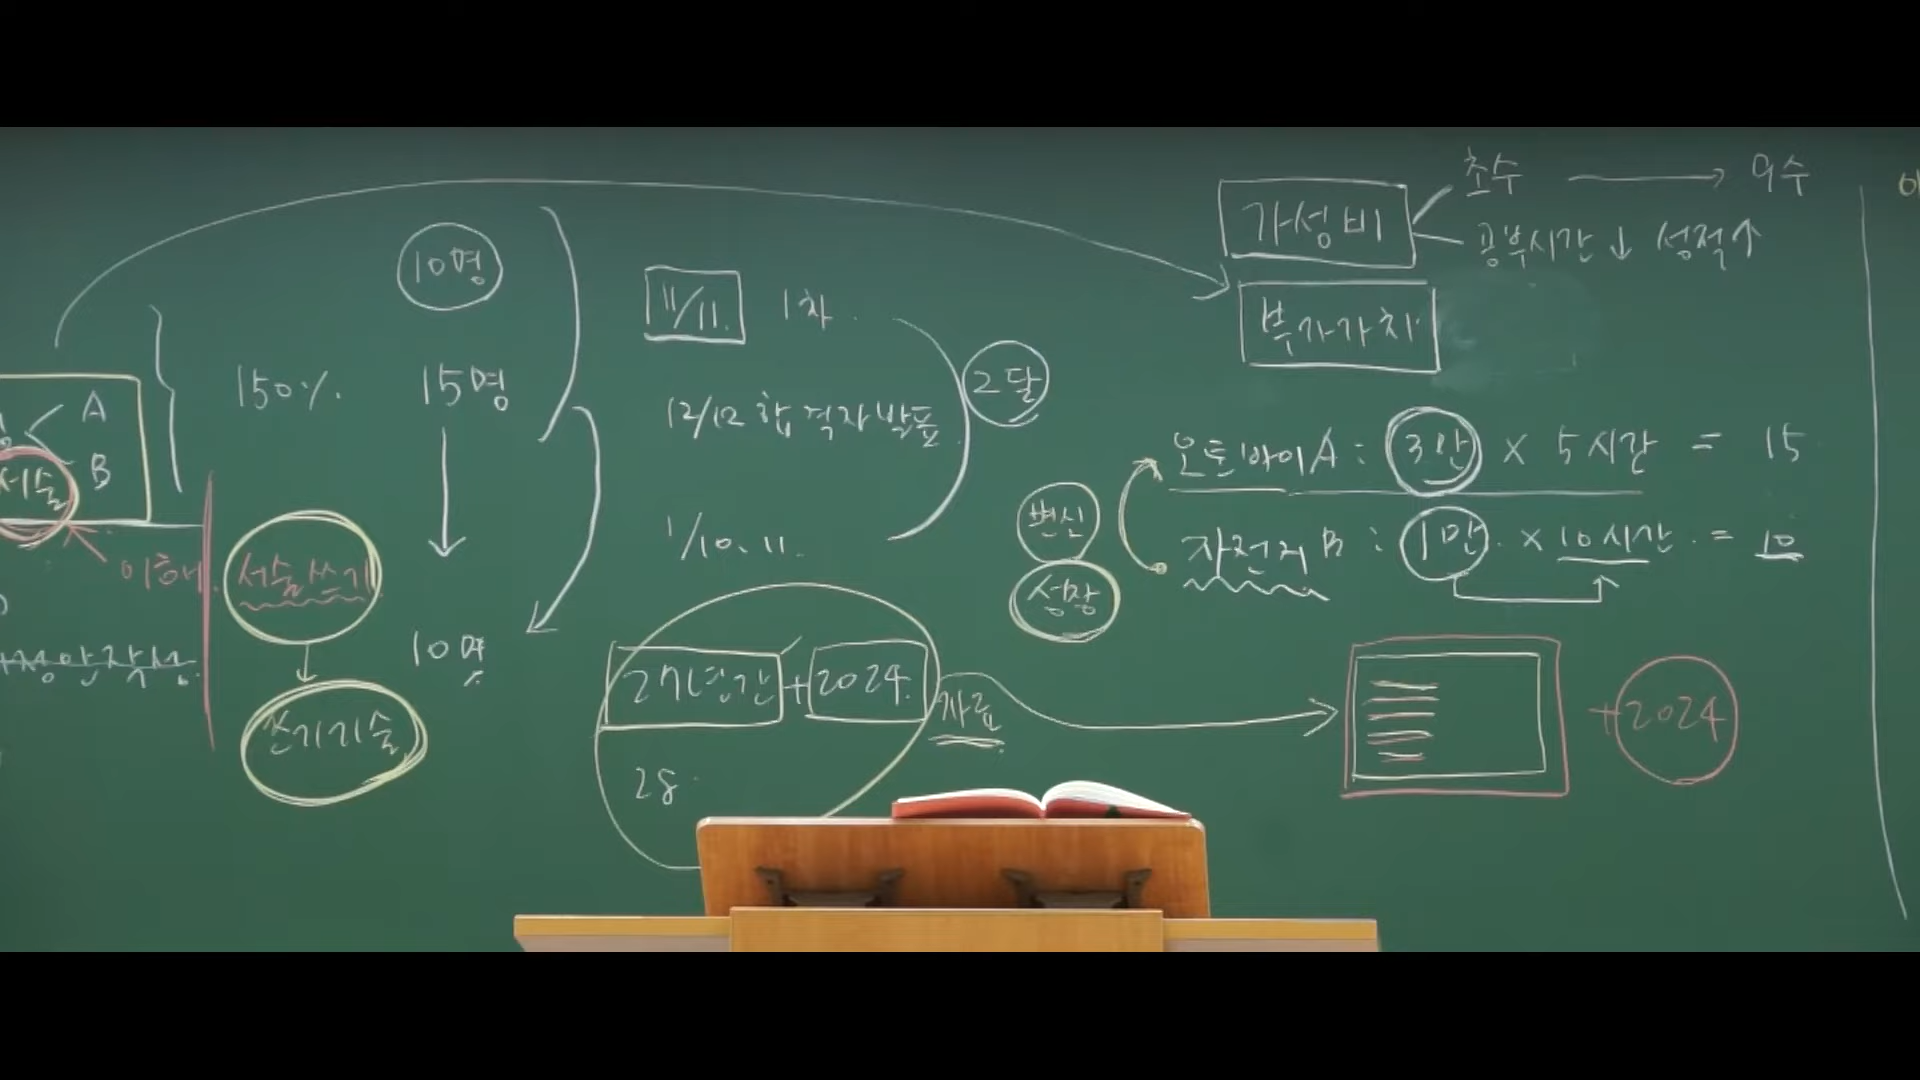 A
B
서술
이해
150%.
10명
15명
10명
서술쓰기
쓰기기술
11/11. 1차
12/12 합격자발표
1/10.11.
2달
27년간 + 2024.
자료
28
가성비
초수 → 9수
공부시간↓ 성적↑
부가가치
오토바이A : 3만 × 5시간 = 15
자전거B : 1만 × 10시간 = 10
변신
성장
+2024